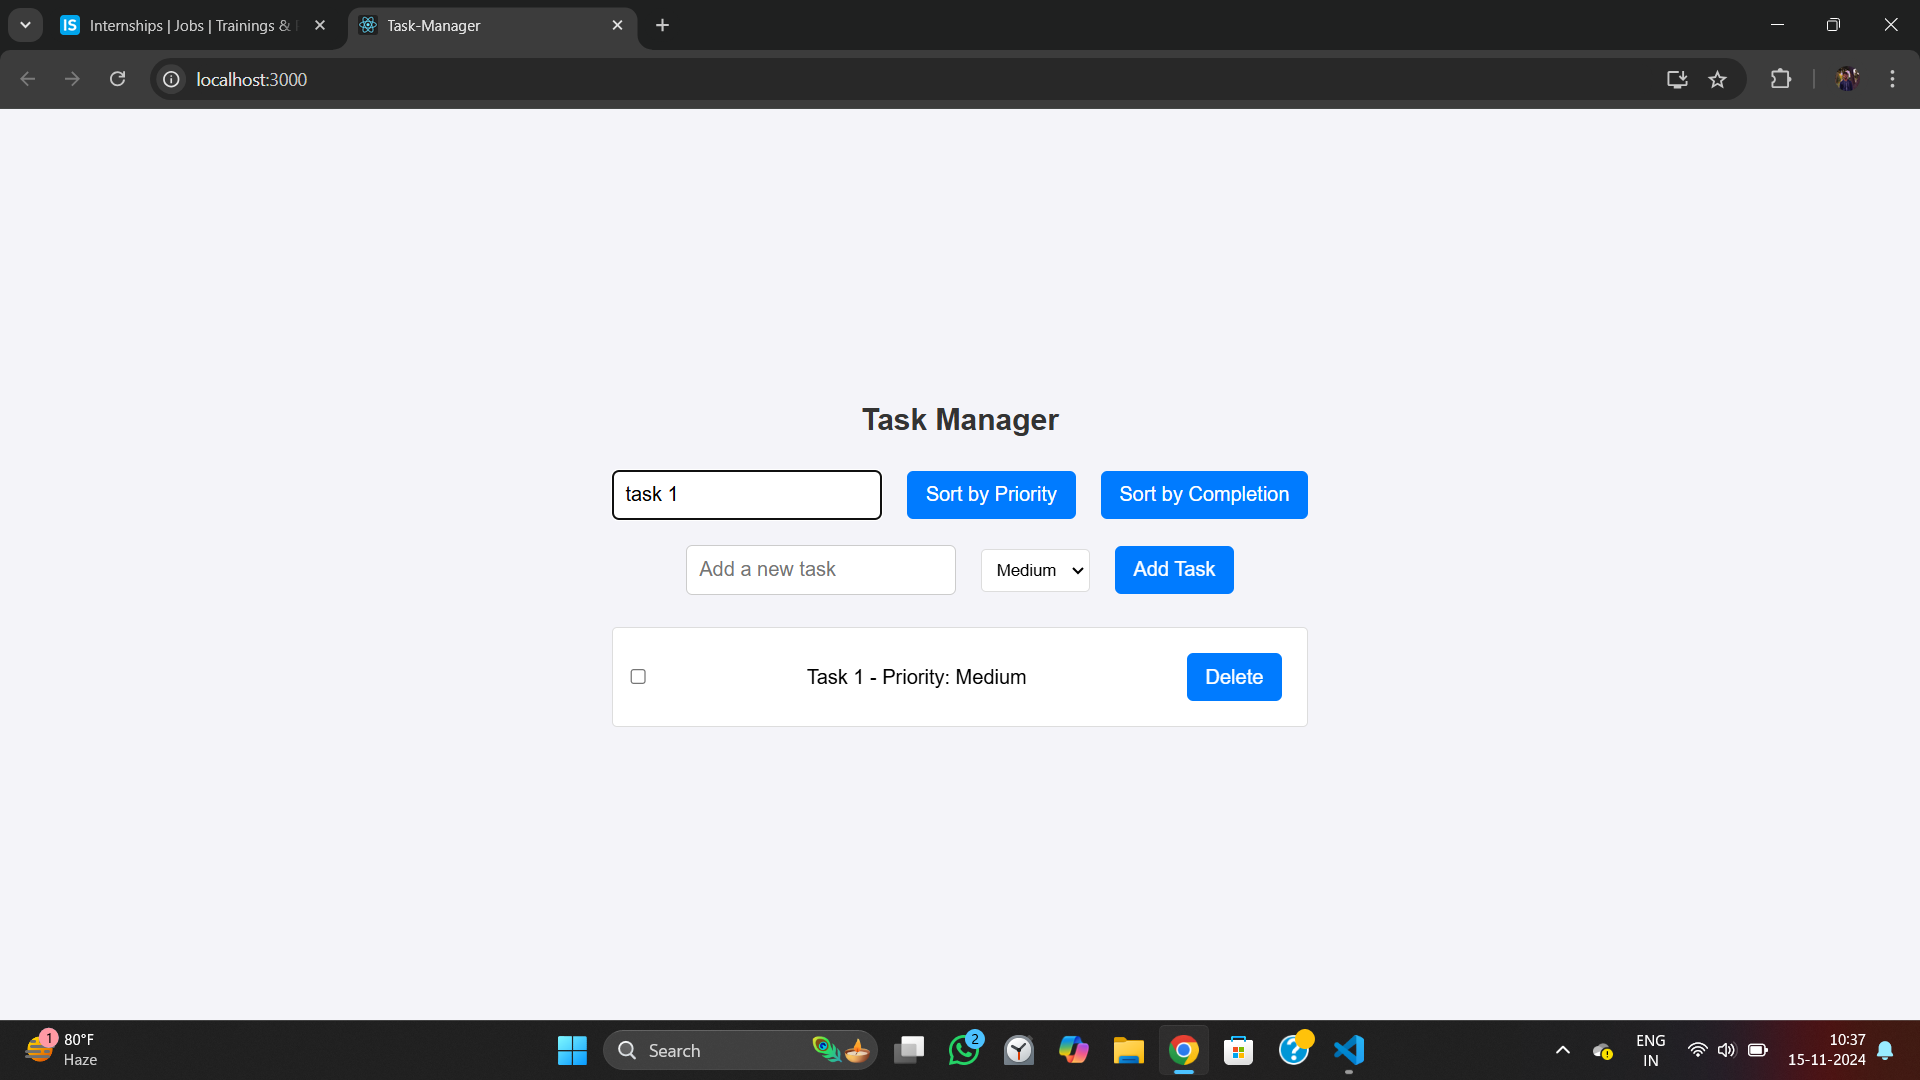 IS Internships | Jobs | Trainings &
Task-Manager
localhost:3000
Task Manager
task 1
Sort by Priority
Sort by Completion
Add a new task
Medium
Add Task
Task 1 - Priority: Medium
Delete
1
80°F
Haze
Search
2
ENG
IN
10:37
15-11-2024